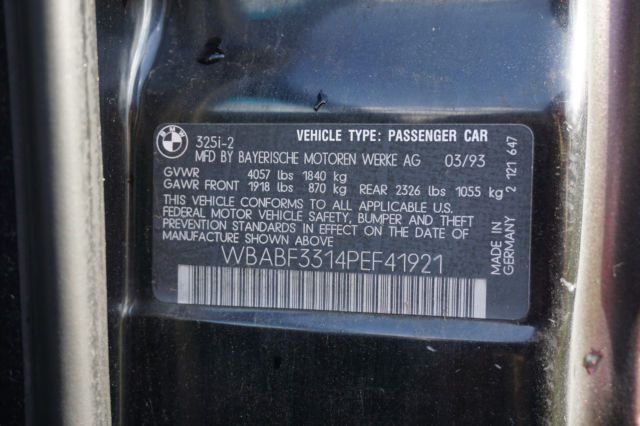 BMW
325i-2 VEHICLE TYPE: PASSENGER CAR
MFD BY BAYERISCHE MOTOREN WERKE AG 03/93
GVWR 4057 lbs 1840 kg
GAWR FRONT 1918 lbs 870 kg REAR 2326 lbs 1055 kg
THIS VEHICLE CONFORMS TO ALL APPLICABLE U.S.
FEDERAL MOTOR VEHICLE SAFETY, BUMPER AND THEFT
PREVENTION STANDARDS IN EFFECT ON THE DATE OF
MANUFACTURE SHOWN ABOVE
WBABF3314PEF41921
2 121 647
MADE IN GERMANY